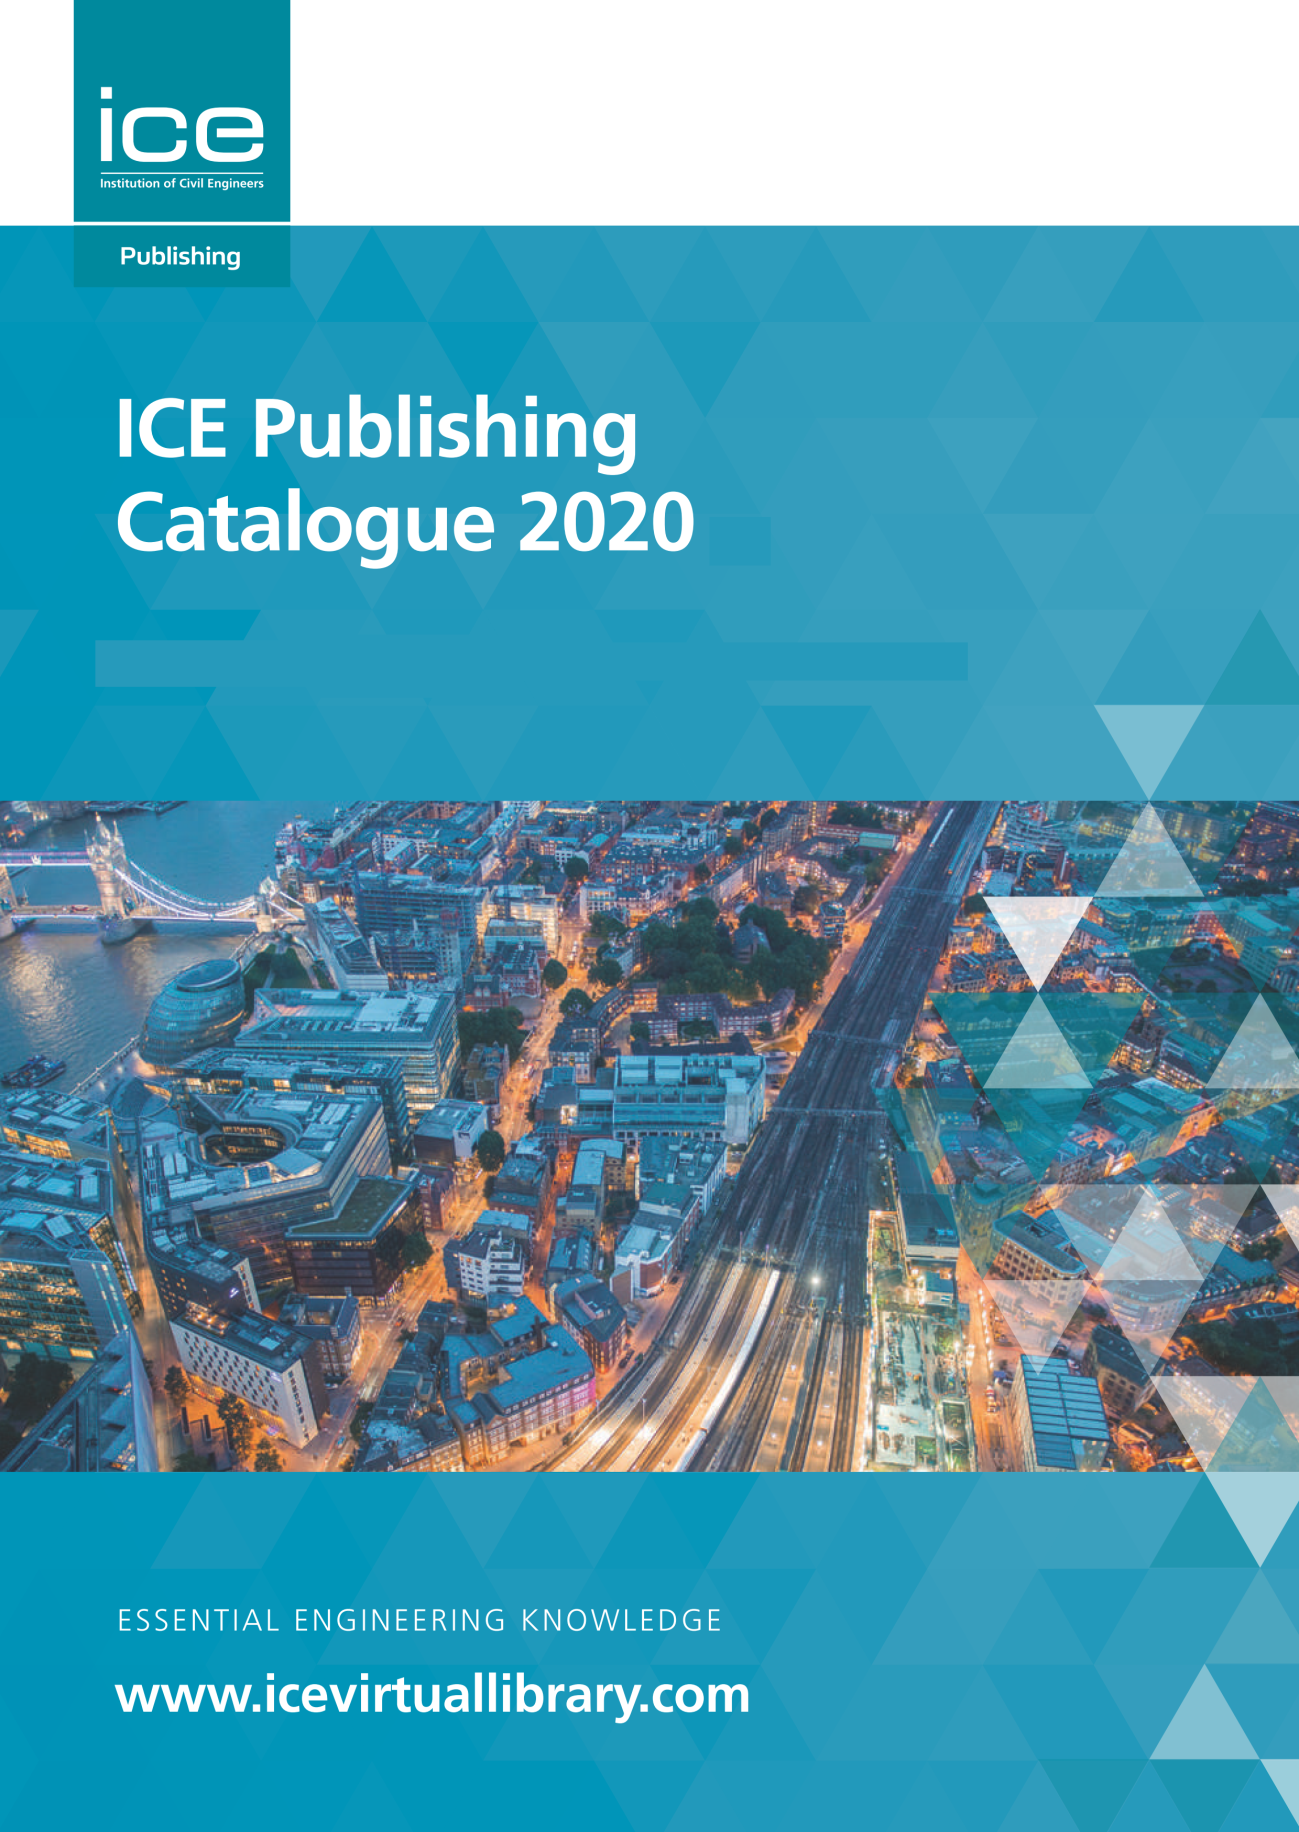 ice
Institution of Civil Engineers
Publishing
ICE Publishing
Catalogue 2020
ESSENTIAL ENGINEERING KNOWLEDGE
www.icevirtuallibrary.com